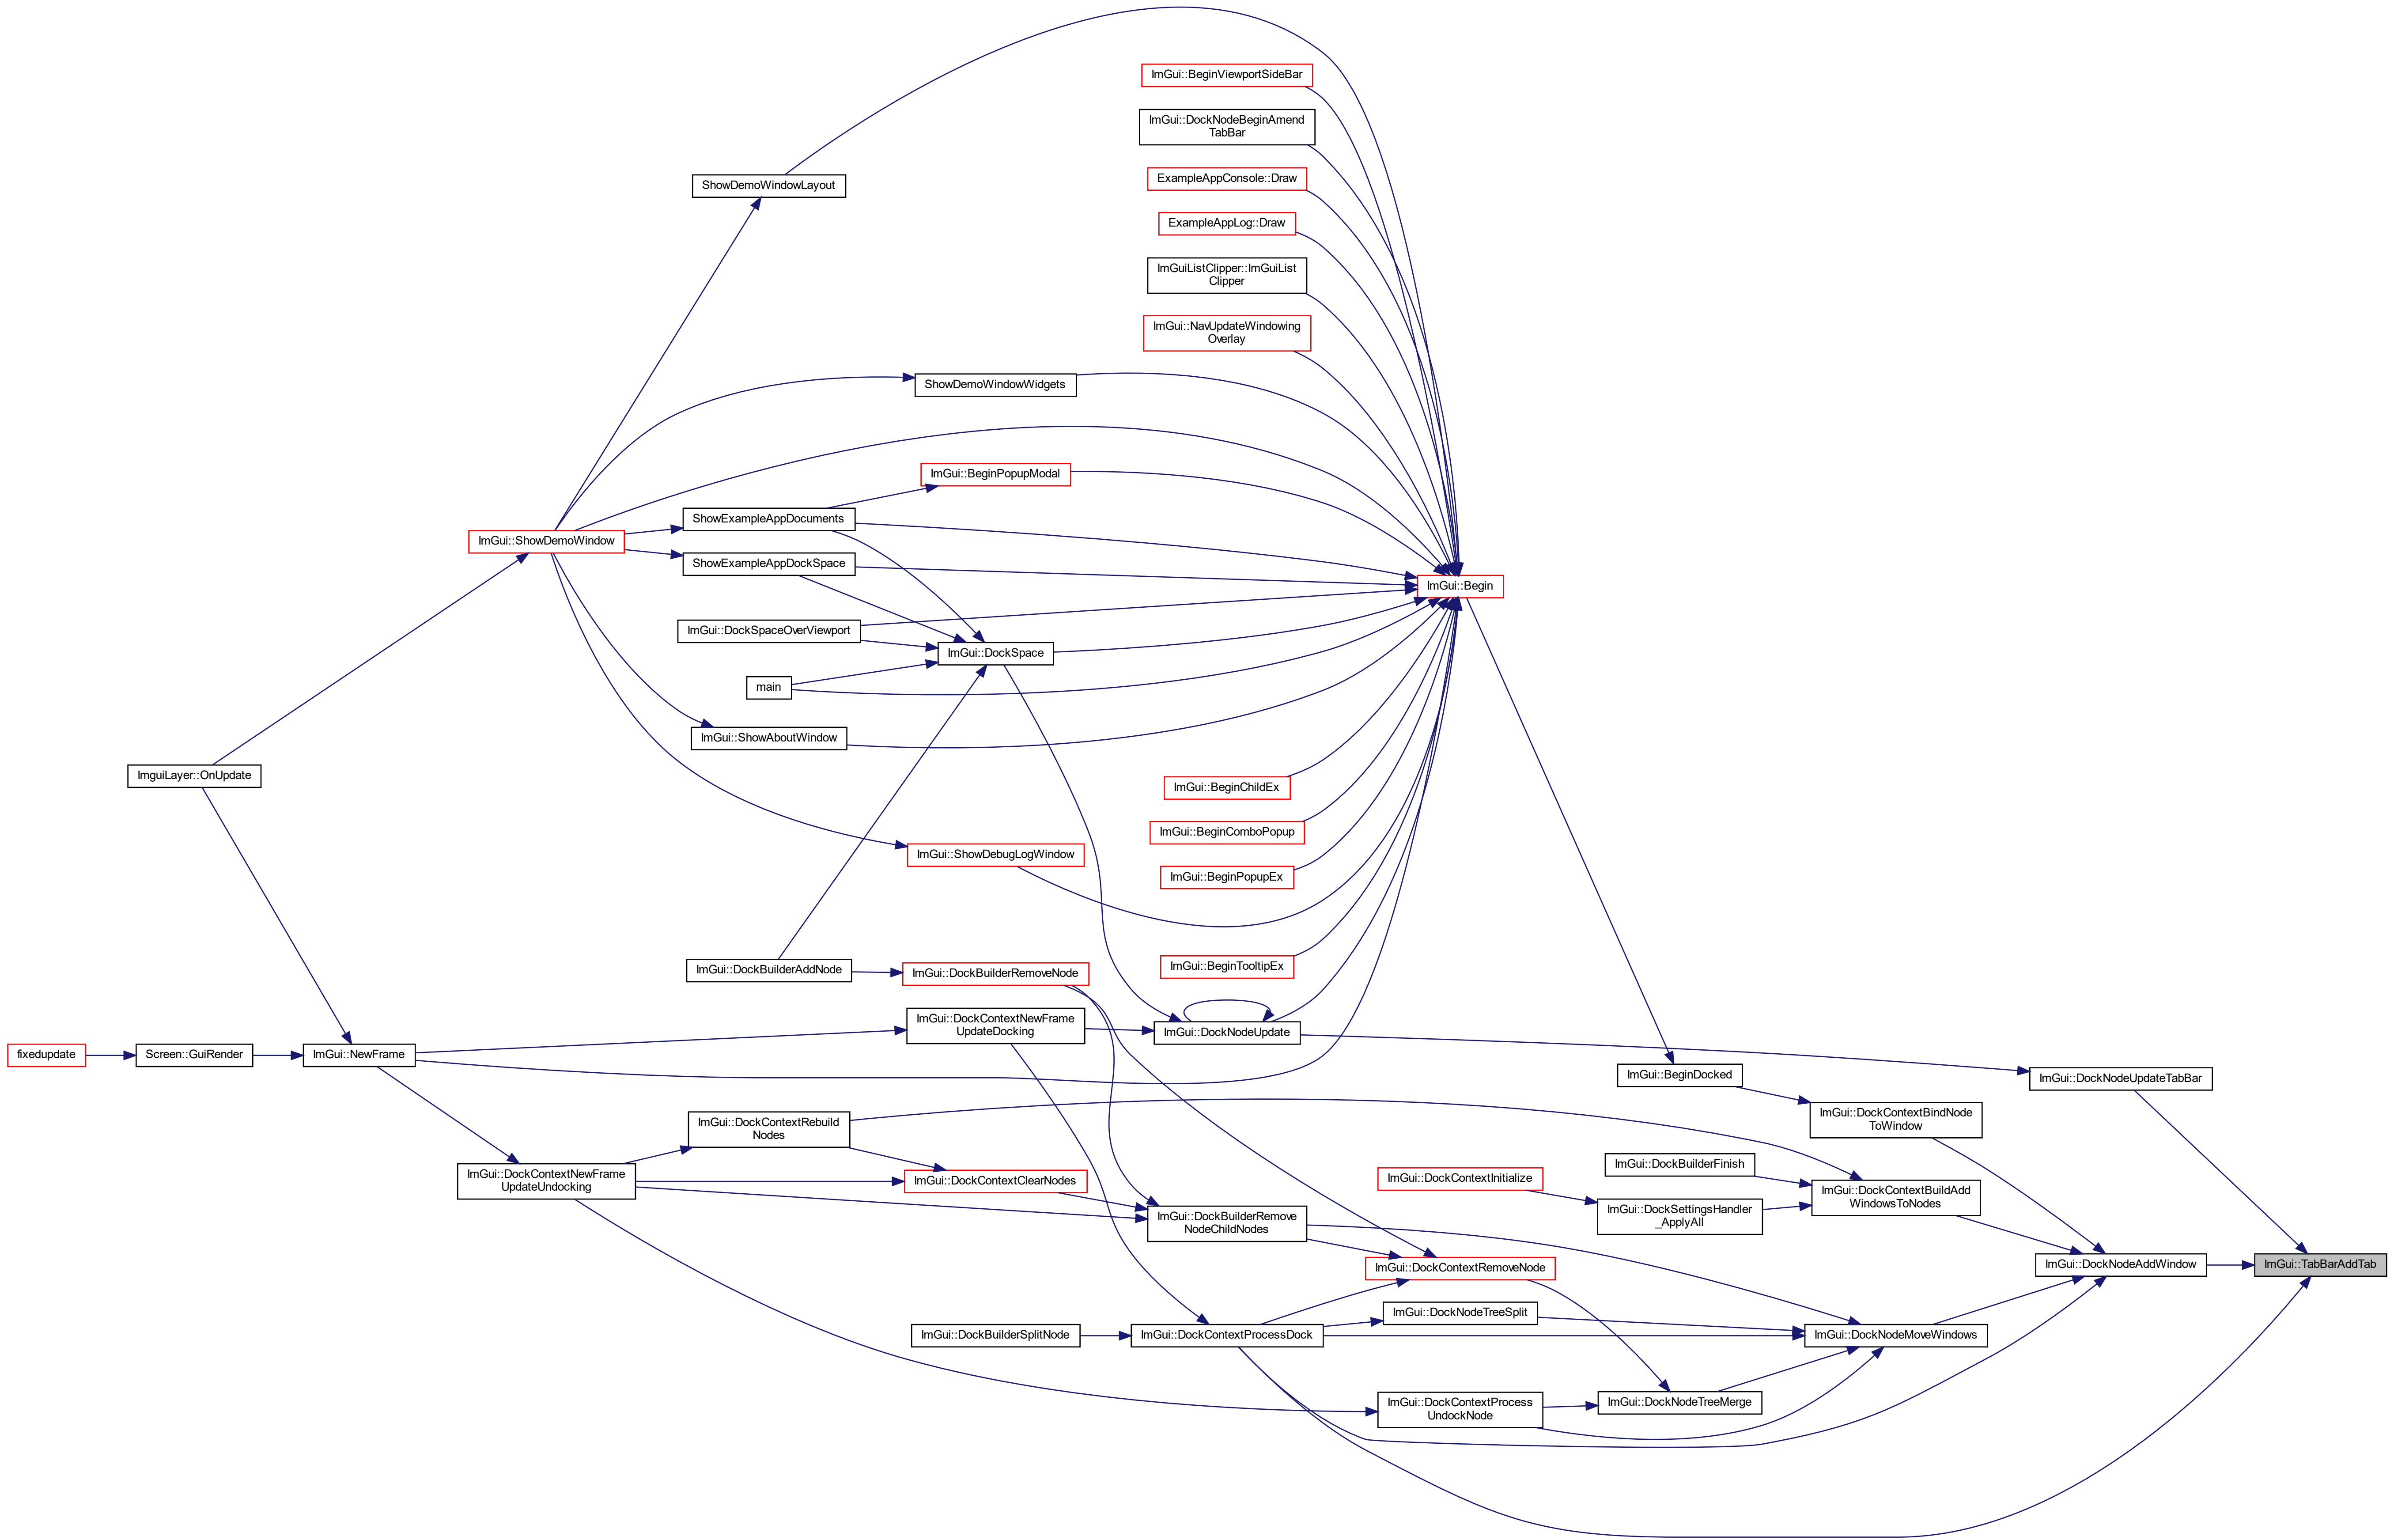 ImGui::BeginViewportSideBar
ImGui::DockNodeBeginAmend
TabBar
ShowDemoWindowLayout
ExampleAppConsole::Draw
ExampleAppLog::Draw
ImGuiListClipper::ImGuiList
Clipper
ImGui::NavUpdateWindowing
Overlay
ShowDemoWindowWidgets
ImGui::BeginPopupModal
ShowExampleAppDocuments
ImGui::ShowDemoWindow
ShowExampleAppDockSpace
ImGui::Begin
ImGui::DockSpaceOverViewport
ImGui::DockSpace
main
ImGui::ShowAboutWindow
ImguiLayer::OnUpdate
ImGui::BeginChildEx
ImGui::BeginComboPopup
ImGui::ShowDebugLogWindow
ImGui::BeginPopupEx
ImGui::BeginTooltipEx
ImGui::DockBuilderAddNode
ImGui::DockBuilderRemoveNode
ImGui::DockContextNewFrame
UpdateDocking
ImGui::DockNodeUpdate
fixedupdate
Screen::GuiRender
ImGui::NewFrame
ImGui::BeginDocked
ImGui::DockNodeUpdateTabBar
ImGui::DockContextBindNode
ToWindow
ImGui::DockContextRebuild
Nodes
ImGui::DockBuilderFinish
ImGui::DockContextNewFrame
UpdateUndocking
ImGui::DockContextClearNodes
ImGui::DockContextInitialize
ImGui::DockContextBuildAdd
WindowsToNodes
ImGui::DockSettingsHandler
_ApplyAll
ImGui::DockBuilderRemove
NodeChildNodes
ImGui::DockContextRemoveNode
ImGui::DockNodeAddWindow
ImGui::TabBarAddTab
ImGui::DockNodeTreeSplit
ImGui::DockBuilderSplitNode
ImGui::DockContextProcessDock
ImGui::DockNodeMoveWindows
ImGui::DockContextProcess
UndockNode
ImGui::DockNodeTreeMerge